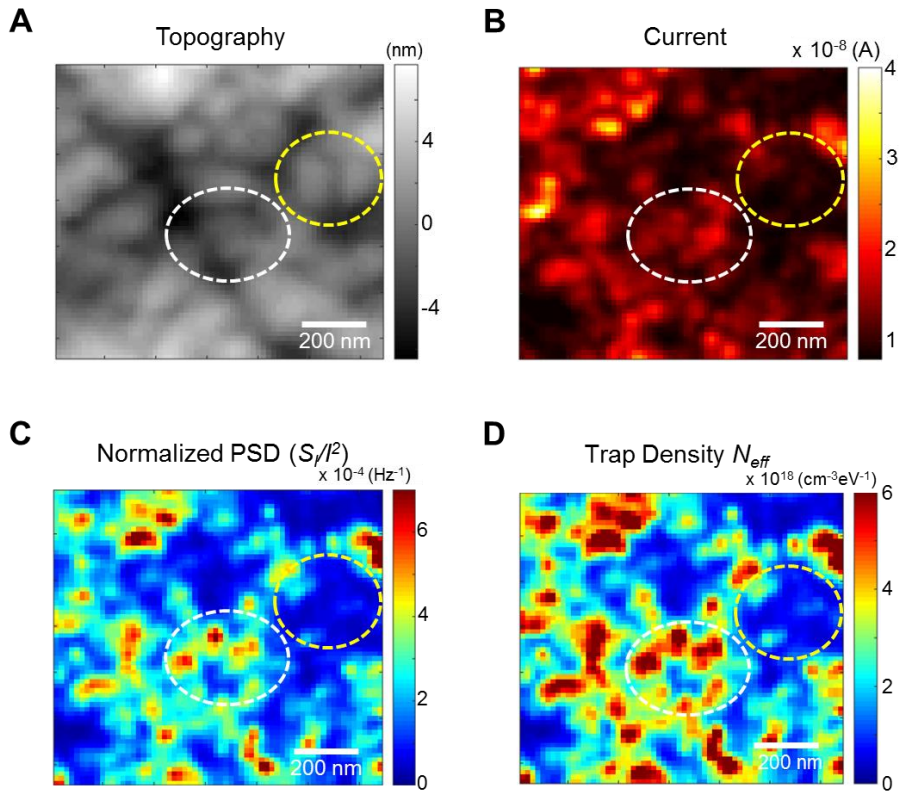 A
Topography
(nm)
4
0
-4
200 nm
B
Current
x 10⁻⁸ (A)
4
3
2
1
200 nm
C
Normalized PSD (S_I/I²)
x 10⁻⁴ (Hz⁻¹)
6
4
2
0
200 nm
D
Trap Density N_eff
x 10¹⁸ (cm⁻³eV⁻¹)
6
4
2
0
200 nm